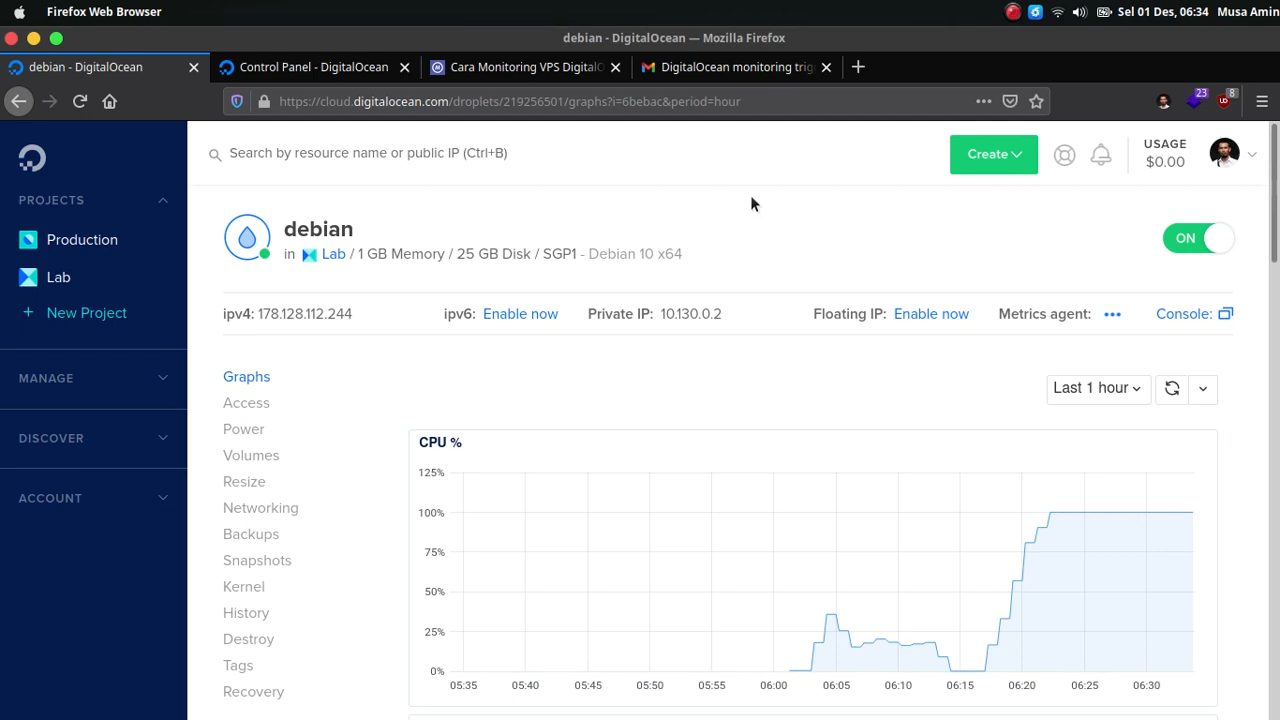 Firefox Web Browser
Sel 01 Des, 06:34 Musa Amin
debian - DigitalOcean — Mozilla Firefox
debian - DigitalOcean
Control Panel - DigitalOcean
Cara Monitoring VPS DigitalO
DigitalOcean monitoring trig
https://cloud.digitalocean.com/droplets/219256501/graphs?i=6bebac&period=hour
23
8
Search by resource name or public IP (Ctrl+B)
Create
USAGE
$0.00
PROJECTS
Production
Lab
+ New Project
MANAGE
DISCOVER
ACCOUNT
debian
in Lab / 1 GB Memory / 25 GB Disk / SGP1 - Debian 10 x64
ON
ipv4: 178.128.112.244
ipv6: Enable now
Private IP: 10.130.0.2
Floating IP: Enable now
Metrics agent: •••
Console:
Graphs
Access
Power
Volumes
Resize
Networking
Backups
Snapshots
Kernel
History
Destroy
Tags
Recovery
Last 1 hour
CPU %
125%
100%
75%
50%
25%
0%
05:35 05:40 05:45 05:50 05:55 06:00 06:05 06:10 06:15 06:20 06:25 06:30